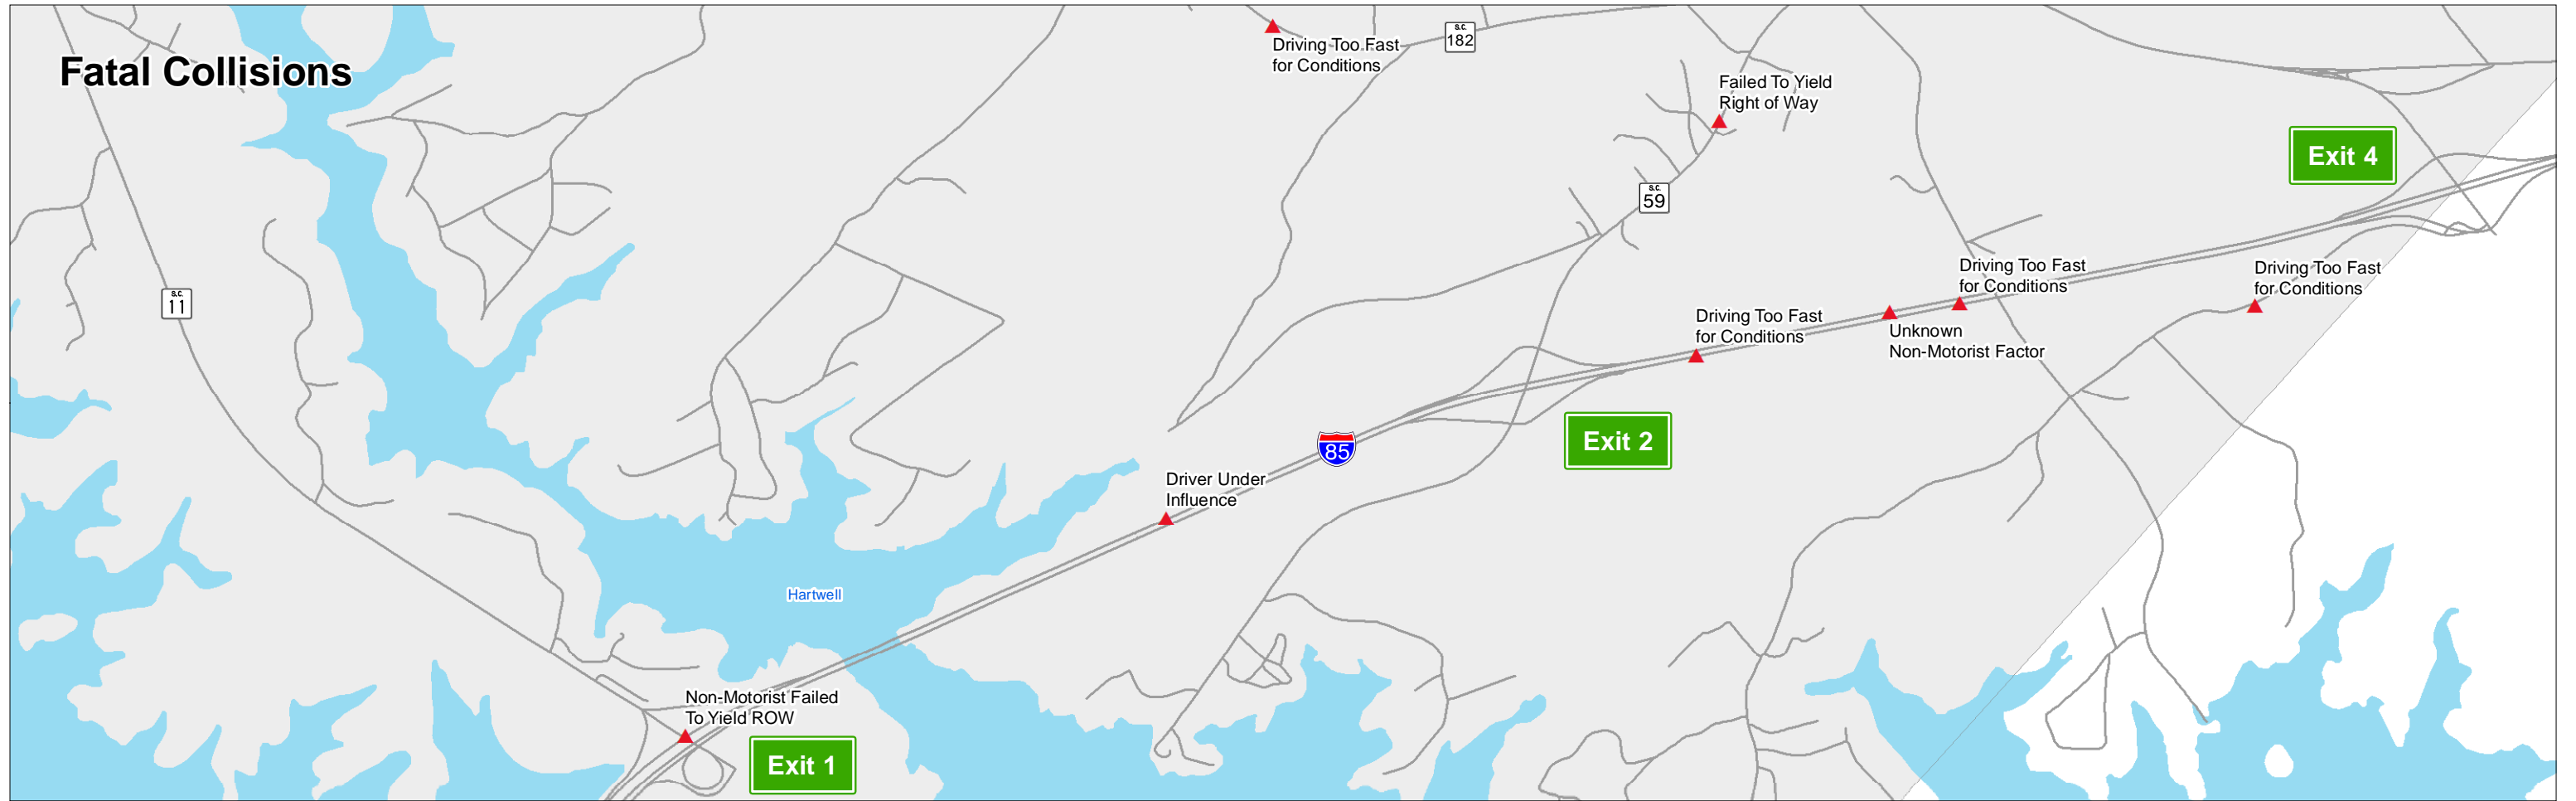 Fatal Collisions
Driving Too Fast
for Conditions
S.C.
182
Failed To Yield
Right of Way
Exit 4
S.C.
59
S.C.
11
Driving Too Fast
for Conditions
Driving Too Fast
for Conditions
Driving Too Fast
for Conditions
Unknown
Non-Motorist Factor
Exit 2
85
Driver Under
Influence
Hartwell
Non-Motorist Failed
To Yield ROW
Exit 1